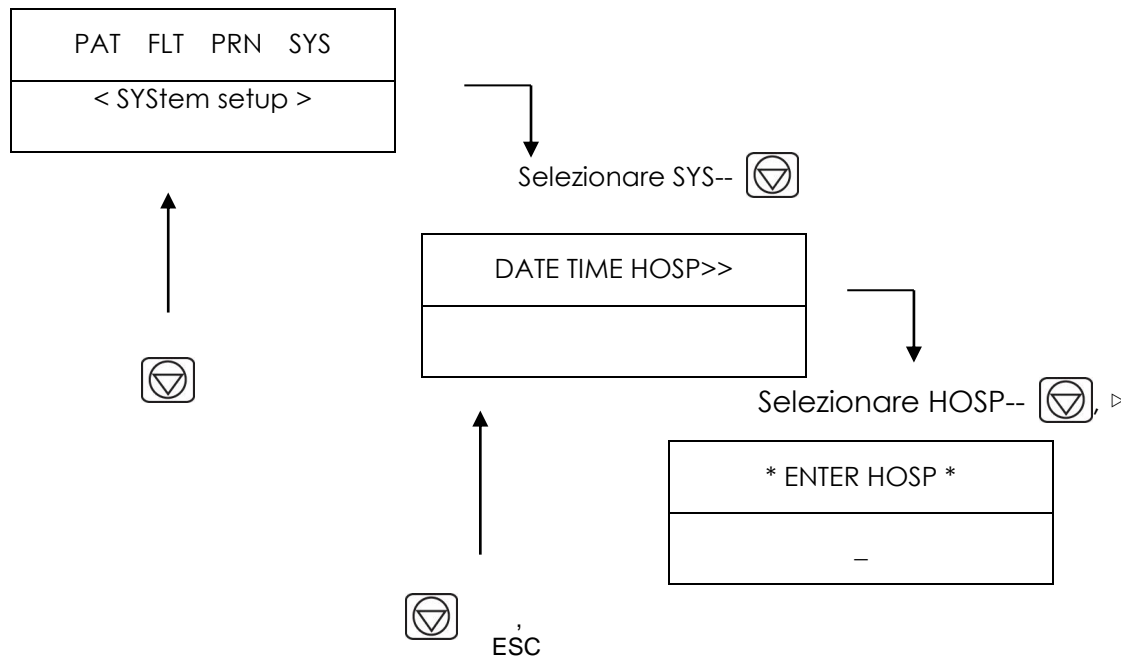 PAT FLT PRN SYS
< SYStem setup >
Selezionare SYS--
DATE TIME HOSP>>
Selezionare HOSP-- ,
* ENTER HOSP *
_
,
ESC